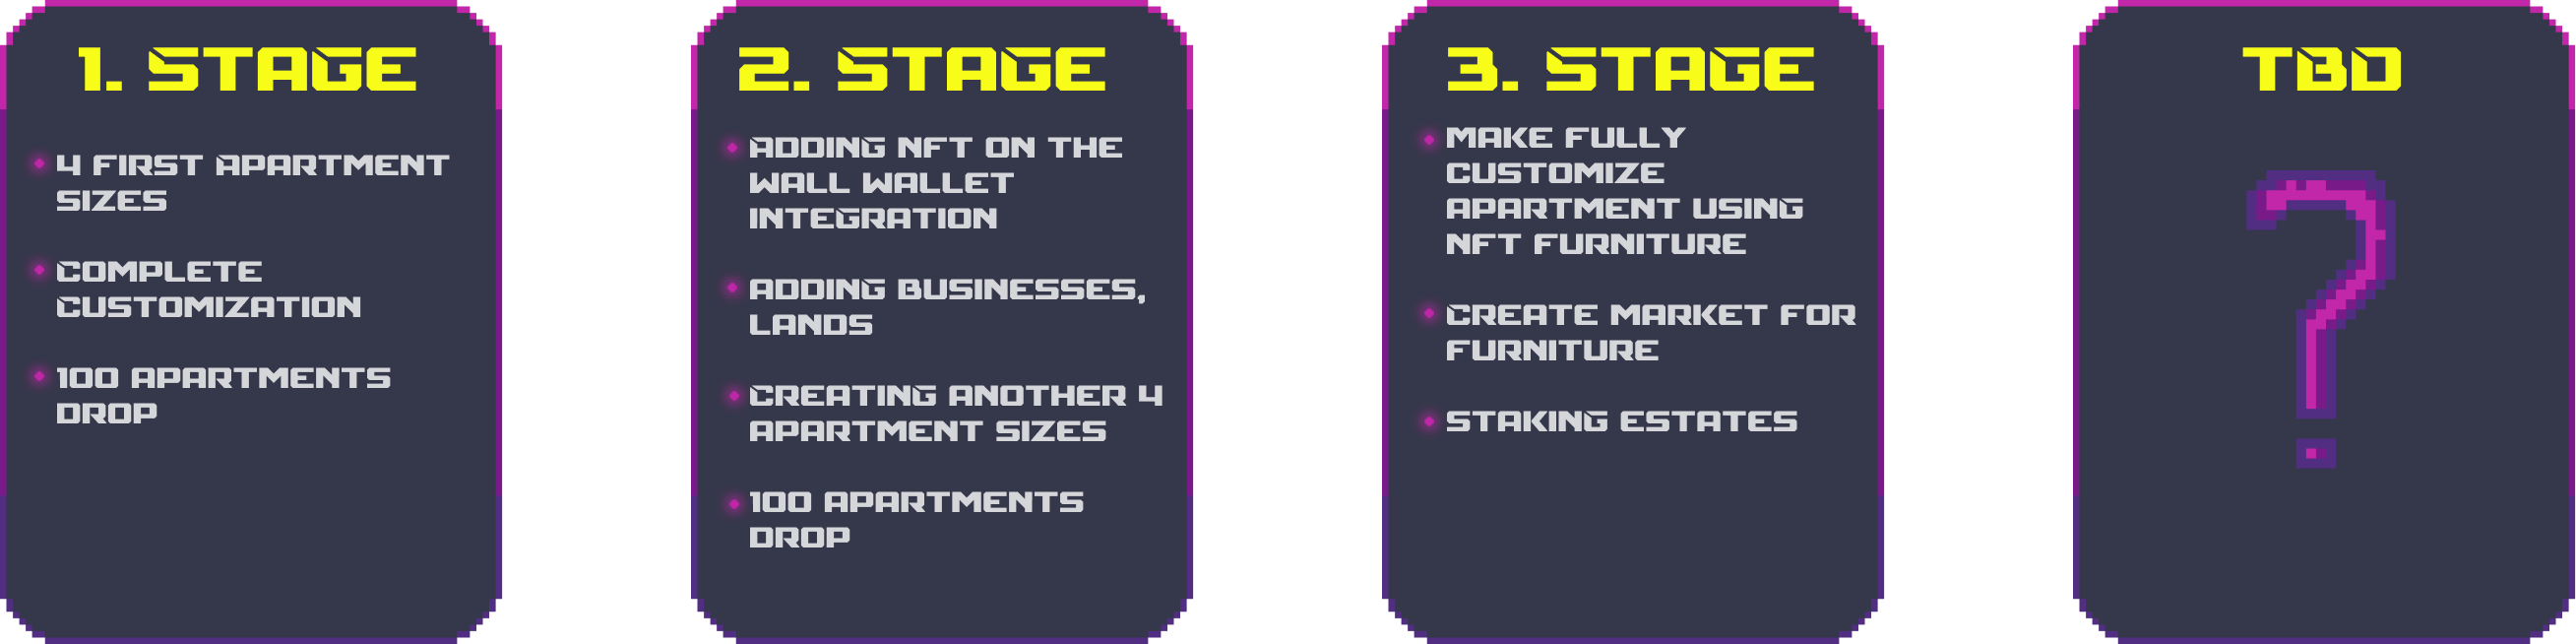 1. STAGE
4 FIRST APARTMENT
SIZES
COMPLETE
CUSTOMIZATION
100 APARTMENTS
DROP
2. STAGE
ADDING NFT ON THE
WALL WALLET
INTEGRATION
ADDING BUSINESSES,
LANDS
CREATING ANOTHER 4
APARTMENT SIZES
100 APARTMENTS
DROP
3. STAGE
MAKE FULLY
CUSTOMIZE
APARTMENT USING
NFT FURNITURE
CREATE MARKET FOR
FURNITURE
STAKING ESTATES
TBD
?